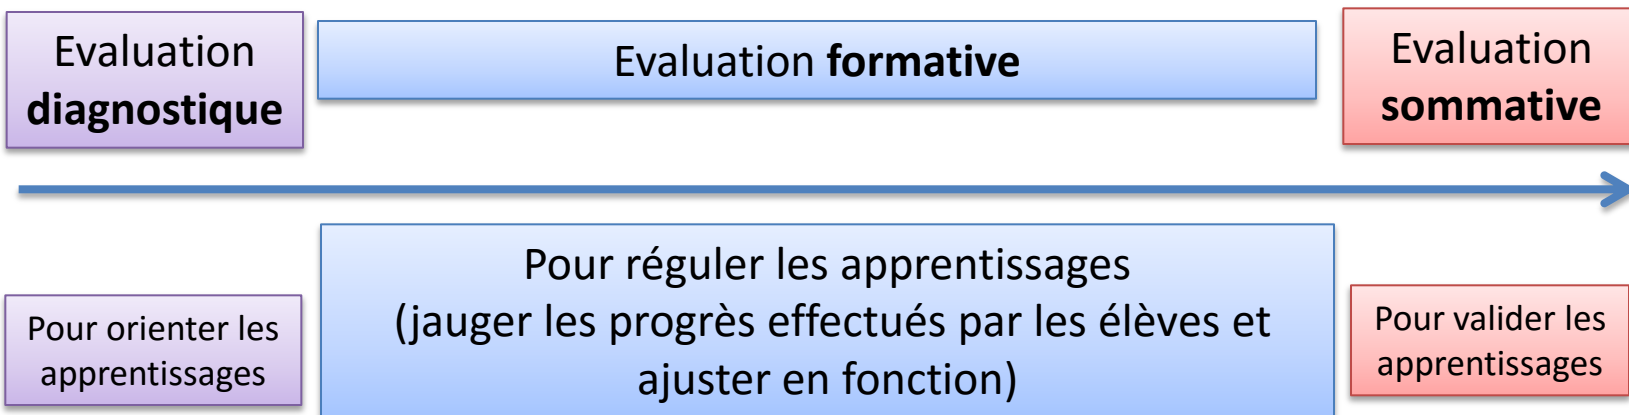 Evaluation
diagnostique
Evaluation formative
Evaluation
sommative
Pour orienter les
apprentissages
Pour réguler les apprentissages
(jauger les progrès effectués par les élèves et
ajuster en fonction)
Pour valider les
apprentissages